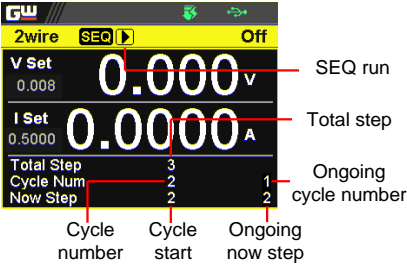 GW
2wire SEQ Off
V Set
0.008
0.000 V
I Set
0.5000
0.0000 A
Total Step 3
Cycle Num 2 1
Now Step 2 2
SEQ run
Total step
Ongoing
cycle number
Cycle
number
Cycle
start
Ongoing
now step